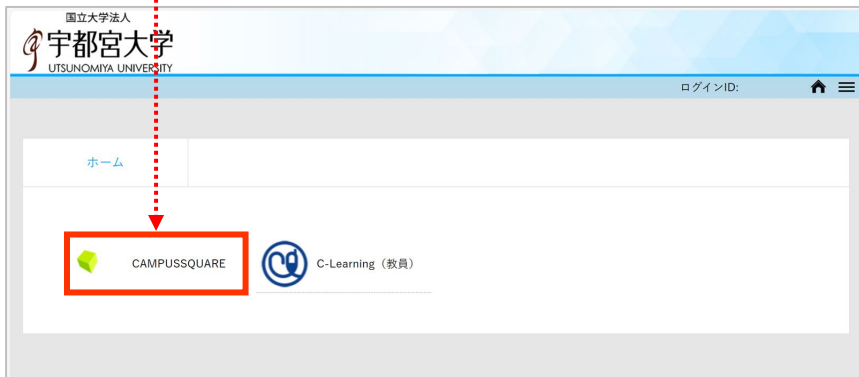 国立大学法人
宇都宮大学
UTSUNOMIYA UNIVERSITY
ログインID:
ホーム
CAMPUSSQUARE
C-Learning（教員）